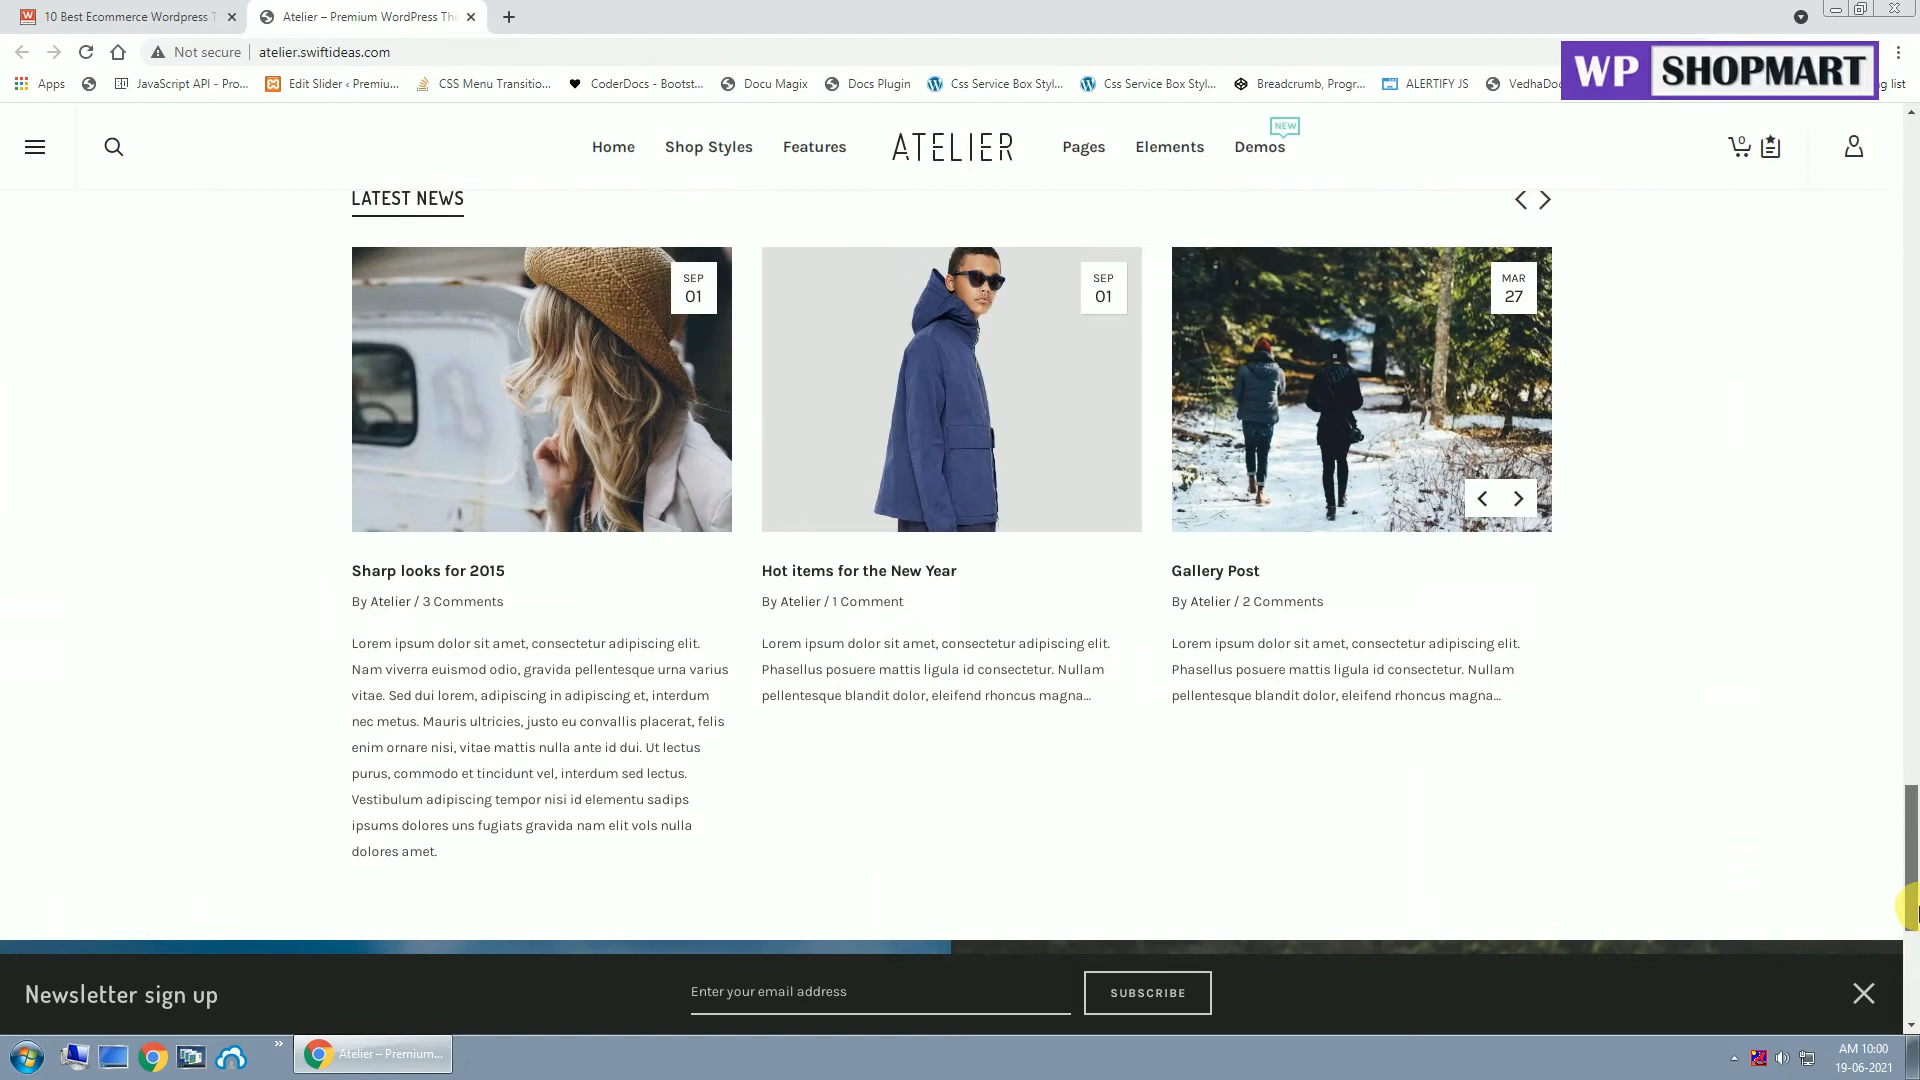 10 Best Ecommerce Wordpress T
Atelier – Premium WordPress The
Not secure
atelier.swiftideas.com
WP SHOPMART
Apps
JavaScript API - Pro...
Edit Slider ‹ Premiu...
CSS Menu Transitio...
CoderDocs - Bootst...
Docu Magix
Docs Plugin
Css Service Box Styl...
Css Service Box Styl...
Breadcrumb, Progr...
ALERTIFY JS
VedhaDoc
ng list
Home
Shop Styles
Features
ATELIER
Pages
Elements
Demos
NEW
0
LATEST NEWS
SEP
01
SEP
01
MAR
27
Sharp looks for 2015
By Atelier / 3 Comments
Lorem ipsum dolor sit amet, consectetur adipiscing elit.
Nam viverra euismod odio, gravida pellentesque urna varius
vitae. Sed dui lorem, adipiscing in adipiscing et, interdum
nec metus. Mauris ultricies, justo eu convallis placerat, felis
enim ornare nisi, vitae mattis nulla ante id dui. Ut lectus
purus, commodo et tincidunt vel, interdum sed lectus.
Vestibulum adipiscing tempor nisi id elementu sadips
ipsums dolores uns fugiats gravida nam elit vols nulla
dolores amet.
Hot items for the New Year
By Atelier / 1 Comment
Lorem ipsum dolor sit amet, consectetur adipiscing elit.
Phasellus posuere mattis ligula id consectetur. Nullam
pellentesque blandit dolor, eleifend rhoncus magna...
Gallery Post
By Atelier / 2 Comments
Lorem ipsum dolor sit amet, consectetur adipiscing elit.
Phasellus posuere mattis ligula id consectetur. Nullam
pellentesque blandit dolor, eleifend rhoncus magna...
Newsletter sign up
Enter your email address
SUBSCRIBE
Atelier – Premium...
AM 10:00
19-06-2021